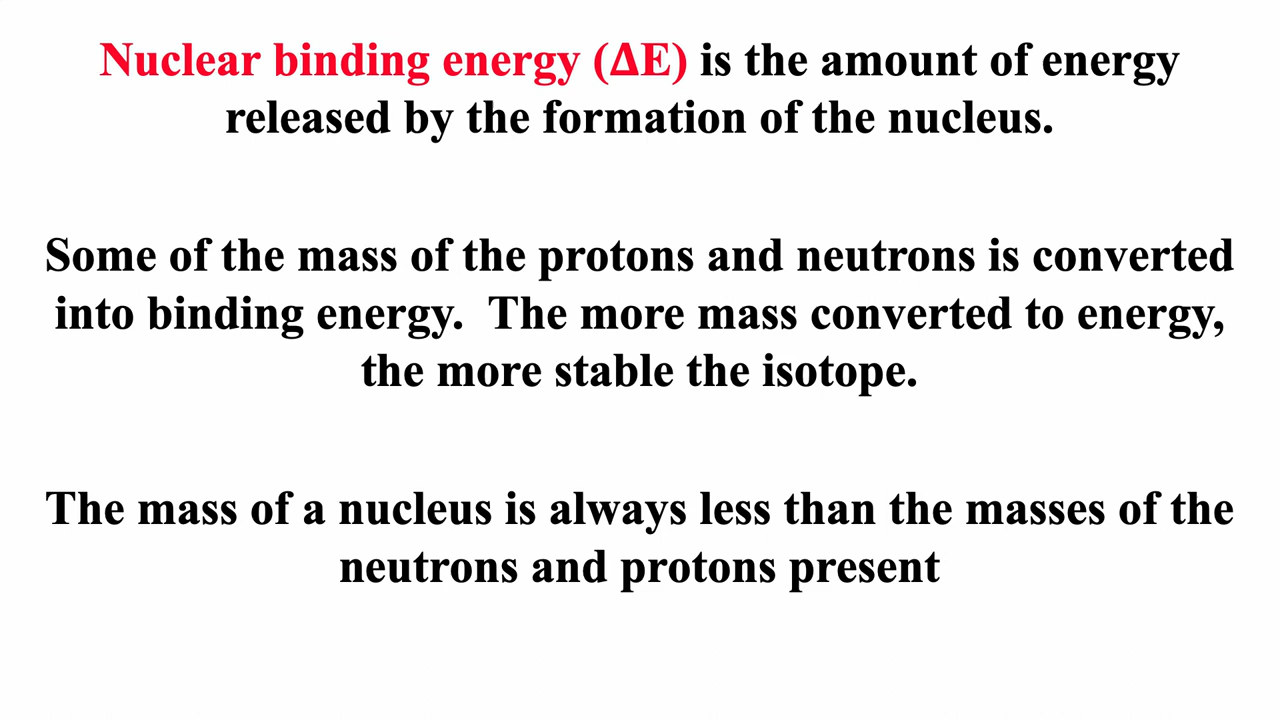 Nuclear binding energy (ΔE) is the amount of energy
released by the formation of the nucleus.
Some of the mass of the protons and neutrons is converted
into binding energy.  The more mass converted to energy,
the more stable the isotope.
The mass of a nucleus is always less than the masses of the
neutrons and protons present